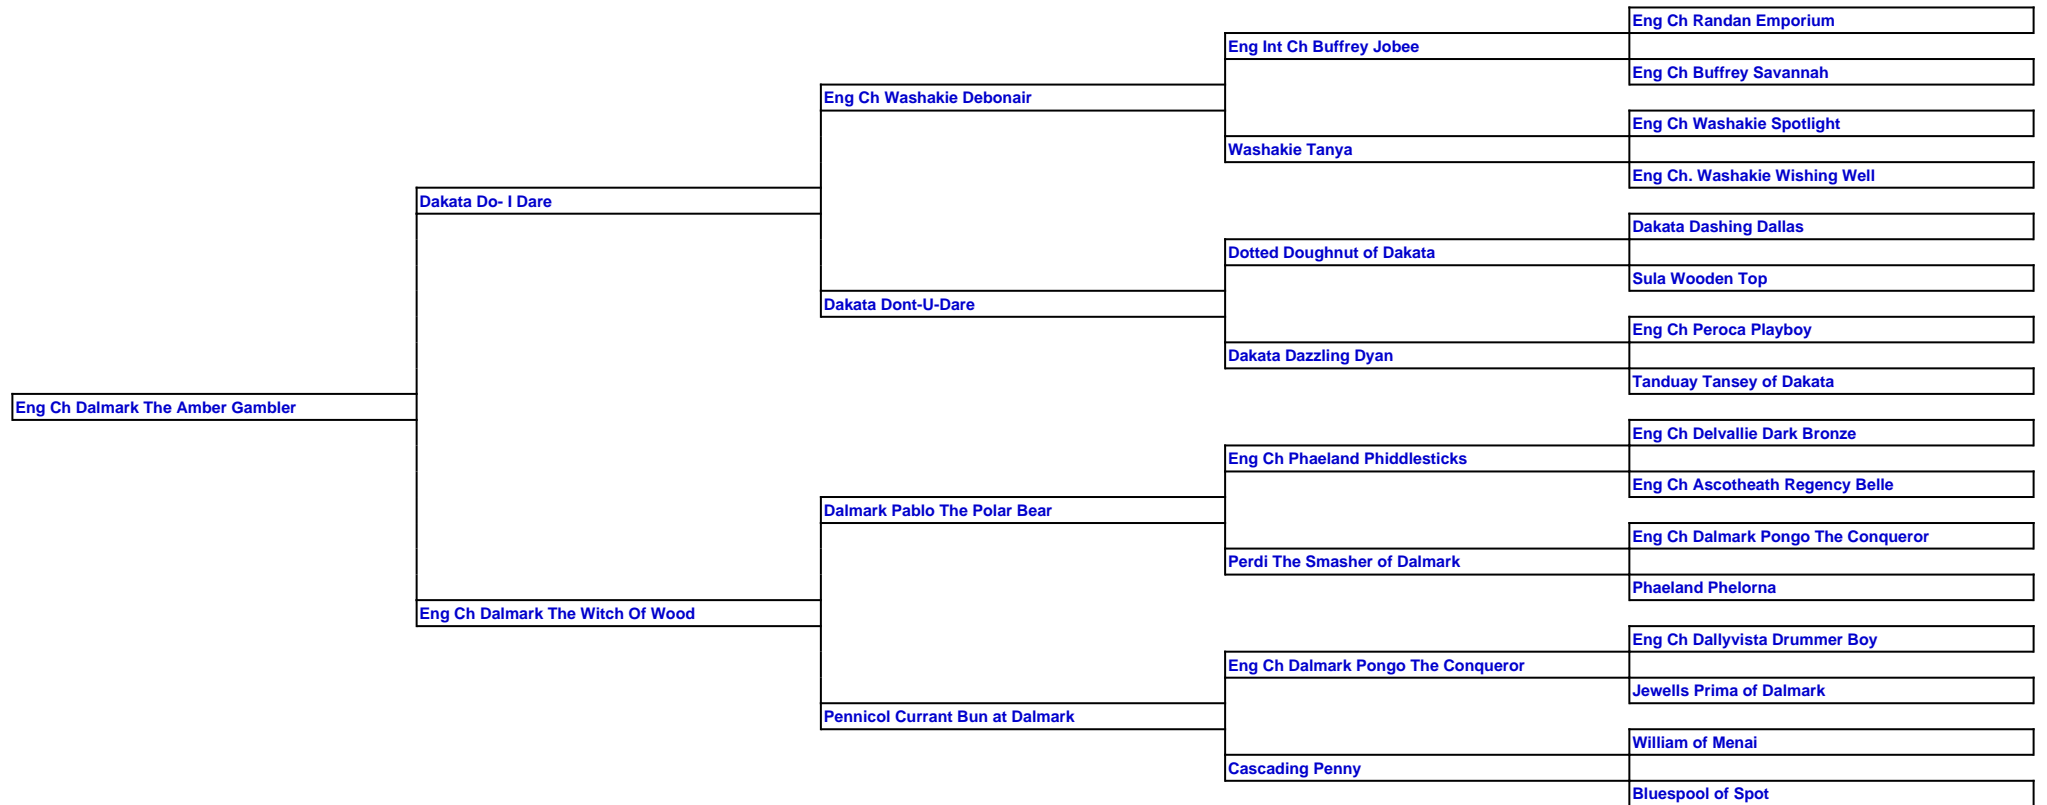 Eng Ch Randan Emporium
Eng Int Ch Buffrey Jobee
Eng Ch Buffrey Savannah
Eng Ch Washakie Debonair
Eng Ch Washakie Spotlight
Washakie Tanya
Eng Ch. Washakie Wishing Well
Dakata Do- I Dare
Dakata Dashing Dallas
Dotted Doughnut of Dakata
Sula Wooden Top
Dakata Dont-U-Dare
Eng Ch Peroca Playboy
Dakata Dazzling Dyan
Tanduay Tansey of Dakata
Eng Ch Dalmark The Amber Gambler
Eng Ch Delvallie Dark Bronze
Eng Ch Phaeland Phiddlesticks
Eng Ch Ascotheath Regency Belle
Dalmark Pablo The Polar Bear
Eng Ch Dalmark Pongo The Conqueror
Perdi The Smasher of Dalmark
Phaeland Phelorna
Eng Ch Dalmark The Witch Of Wood
Eng Ch Dallyvista Drummer Boy
Eng Ch Dalmark Pongo The Conqueror
Jewells Prima of Dalmark
Pennicol Currant Bun at Dalmark
William of Menai
Cascading Penny
Bluespool of Spot